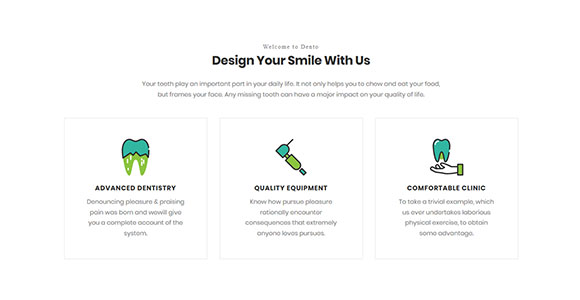 Welcome to Dento
Design Your Smile With Us
Your teeth play an important part in your daily life. It not only helps you to chew and eat your food,
but frames your face. Any missing tooth can have a major impact on your quality of life.
ADVANCED DENTISTRY
Denouncing pleasure & praising
pain was born and wowill give
you a complete account of the
system.
QUALITY EQUIPMENT
Know how pursue pleasure
rationally encounter
consequences that extremely
anyone loves pursues.
COMFORTABLE CLINIC
To take a trivial example, which
us ever undertakes laborious
physical exercise, to obtain
some advantage.